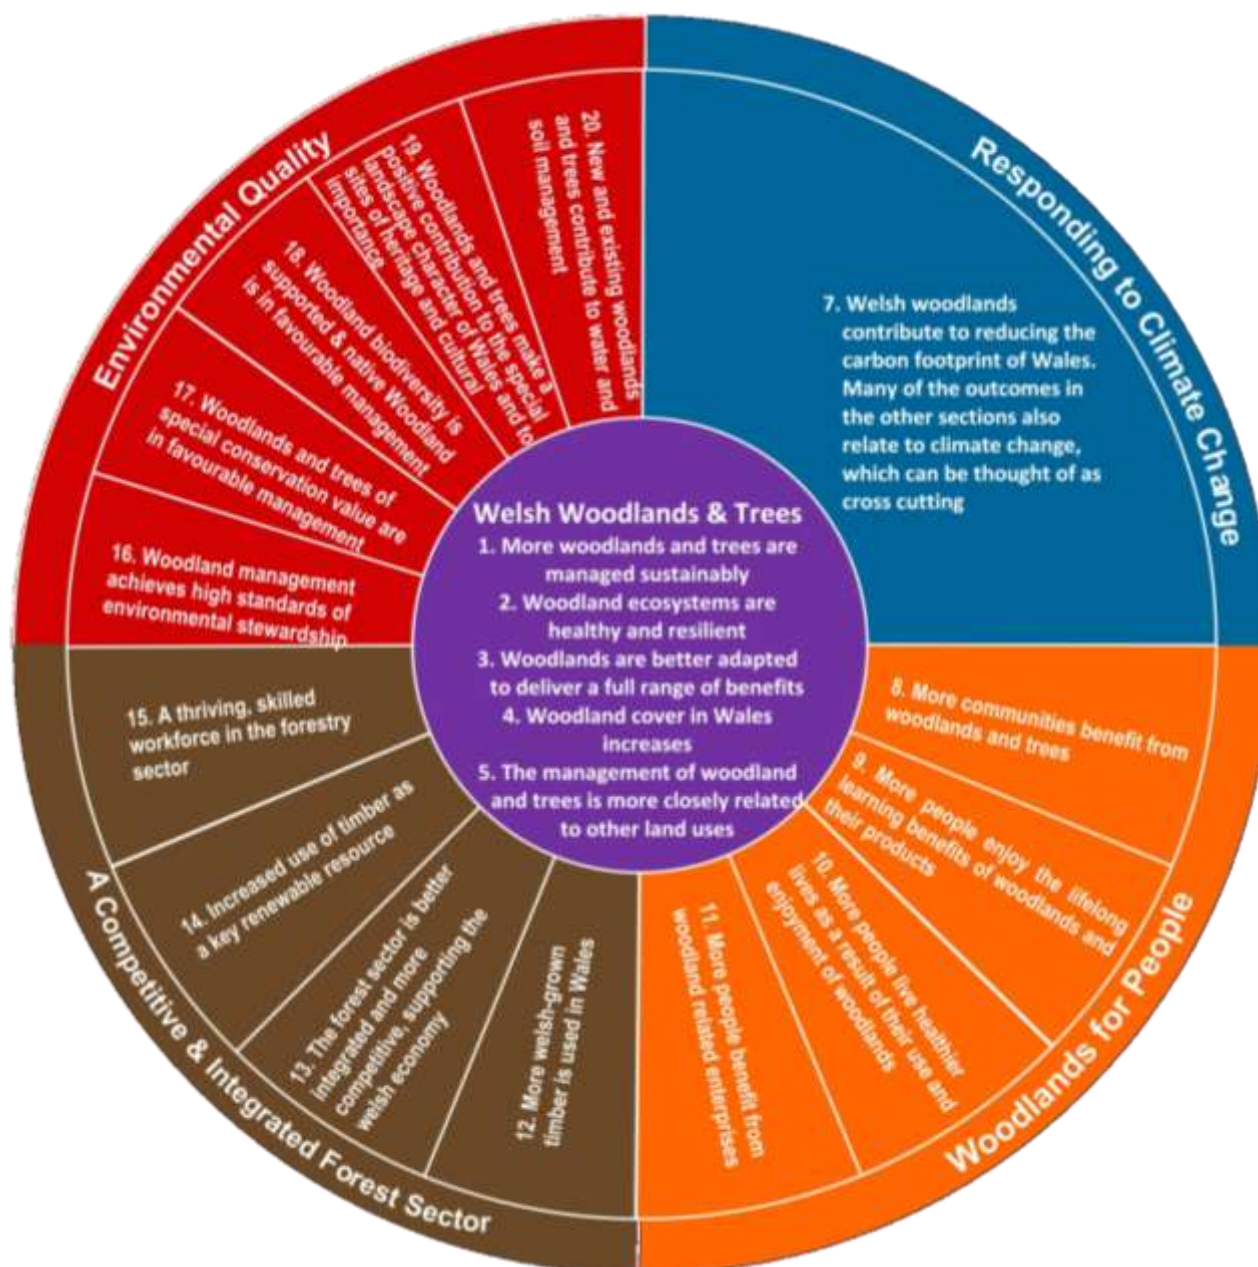 Welsh Woodlands & Trees
1. More woodlands and trees are
managed sustainably
2. Woodland ecosystems are
healthy and resilient
3. Woodlands are better adapted
to deliver a full range of benefits
4. Woodland cover in Wales
increases
5. The management of woodland
and trees is more closely related
to other land uses
Responding to Climate Change
7. Welsh woodlands
contribute to reducing the
carbon footprint of Wales.
Many of the outcomes in
the other sections also
relate to climate change,
which can be thought of as
cross cutting
Woodlands for People
8. More communities benefit from
woodlands and trees
9. More people enjoy the lifelong
learning benefits of woodlands and
their products
10. More people live healthier
lives as a result of their use and
enjoyment of woodlands
11. More people benefit from
woodland related enterprises
A Competitive & Integrated Forest Sector
12. More welsh-grown
timber is used in Wales
13. The forest sector is better
integrated and more
competitive, supporting the
welsh economy
14. Increased use of timber as
a key renewable resource
15. A thriving, skilled
workforce in the forestry
sector
Environmental Quality
16. Woodland management
achieves high standards of
environmental stewardship
17. Woodlands and trees of
special conservation value are
in favourable management
18. Woodland biodiversity is
supported & native Woodland
is in favourable management
19. Woodlands and trees make a
positive contribution to the special
landscape character of Wales and to
sites of heritage and cultural
importance
20. New and existing woodlands
and trees contribute to water and
soil management